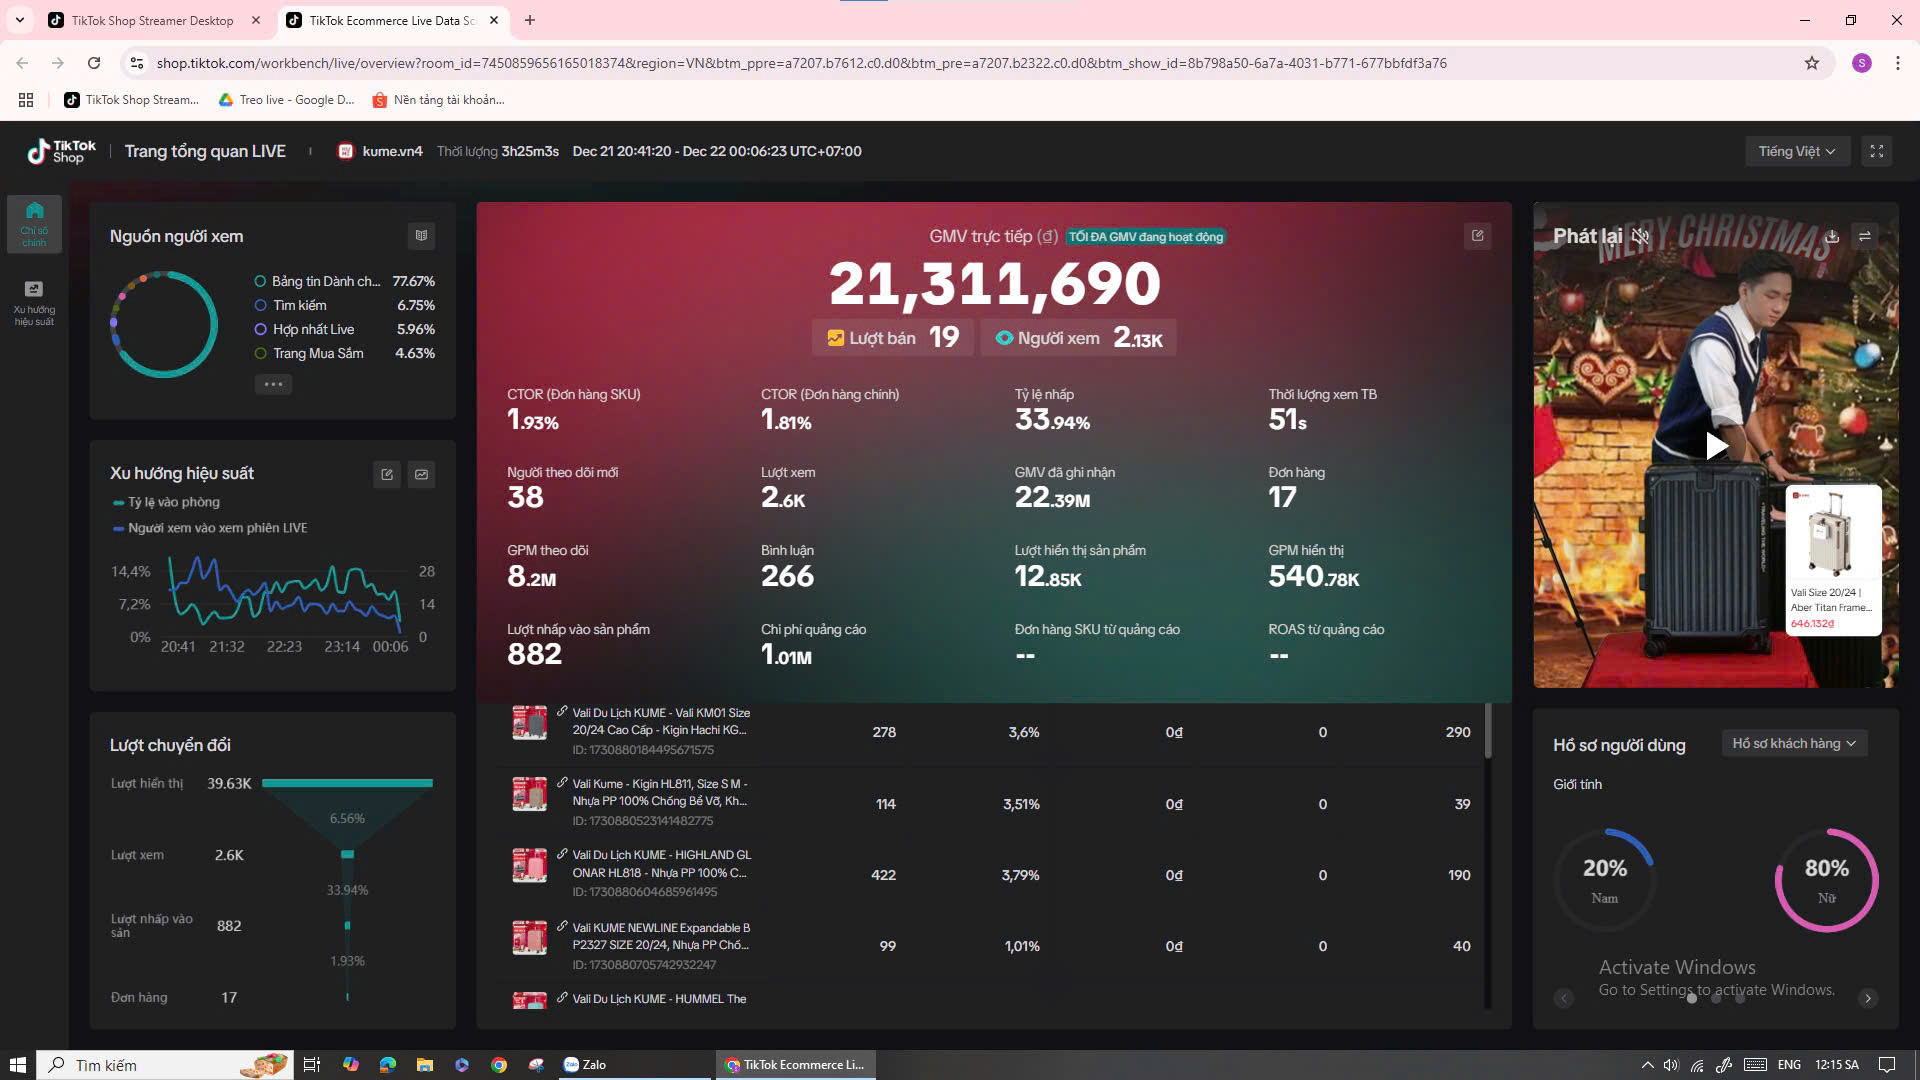 TikTok Shop Streamer Desktop
TikTok Ecommerce Live Data Sc
shop.tiktok.com/workbench/live/overview?room_id=7450859656165018374&region=VN&btm_ppre=a7207.b7612.c0.d0&btm_pre=a7207.b2322.c0.d0&btm_show_id=8b798a50-6a7a-4031-b771-677bbfdf3a76
S
TikTok Shop Stream...
Treo live - Google D...
Nền tảng tài khoản...
TikTok Shop
Trang tổng quan LIVE
kume.vn4
Thời lượng 3h25m3s
Dec 21 20:41:20 - Dec 22 00:06:23 UTC+07:00
Tiếng Việt
Chỉ số chính
Xu hướng hiệu suất
Nguồn người xem
Bảng tin Dành ch... 77.67%
Tìm kiếm 6.75%
Hợp nhất Live 5.96%
Trang Mua Sắm 4.63%
Xu hướng hiệu suất
Tỷ lệ vào phòng
Người xem vào xem phiên LIVE
14,4% 28
7,2% 14
0% 0
20:41 21:32 22:23 23:14 00:06
Lượt chuyển đổi
Lượt hiển thị 39.63K
6.56%
Lượt xem 2.6K
33.94%
Lượt nhấp vào sản 882
1.93%
Đơn hàng 17
GMV trực tiếp (₫) TỐI ĐA GMV đang hoạt động
21,311,690
Lượt bán 19
Người xem 2.13K
CTOR (Đơn hàng SKU) CTOR (Đơn hàng chính) Tỷ lệ nhấp Thời lượng xem TB
1.93% 1.81% 33.94% 51s
Người theo dõi mới Lượt xem GMV đã ghi nhận Đơn hàng
38 2.6K 22.39M 17
GPM theo dõi Bình luận Lượt hiển thị sản phẩm GPM hiển thị
8.2M 266 12.85K 540.78K
Lượt nhấp vào sản phẩm Chi phí quảng cáo Đơn hàng SKU từ quảng cáo ROAS từ quảng cáo
882 1.01M -- --
Vali Du Lịch KUME - Vali KM01 Size
20/24 Cao Cấp - Kigin Hachi KG...
ID: 1730880184495671575
278 3,6% 0₫ 0 290
Vali Kume - Kigin HL811, Size S M -
Nhựa PP 100% Chống Bể Vỡ, Kh...
ID: 1730880523141482775
114 3,51% 0₫ 0 39
Vali Du Lịch KUME - HIGHLAND GL
ONAR HL818 - Nhựa PP 100% C...
ID: 1730880604685961495
422 3,79% 0₫ 0 190
Vali KUME NEWLINE Expandable B
P2327 SIZE 20/24, Nhựa PP Chố...
ID: 1730880705742932247
99 1,01% 0₫ 0 40
Vali Du Lịch KUME - HUMMEL The
Phát lại
MERRY CHRISTMAS
Vali Size 20/24 |
Aber Titan Frame...
646.132₫
Hồ sơ người dùng
Hồ sơ khách hàng
Giới tính
20%
Nam
80%
Nữ
Activate Windows
Go to Settings to activate Windows.
Tìm kiếm
Zalo
TikTok Ecommerce Li...
ENG
12:15 SA